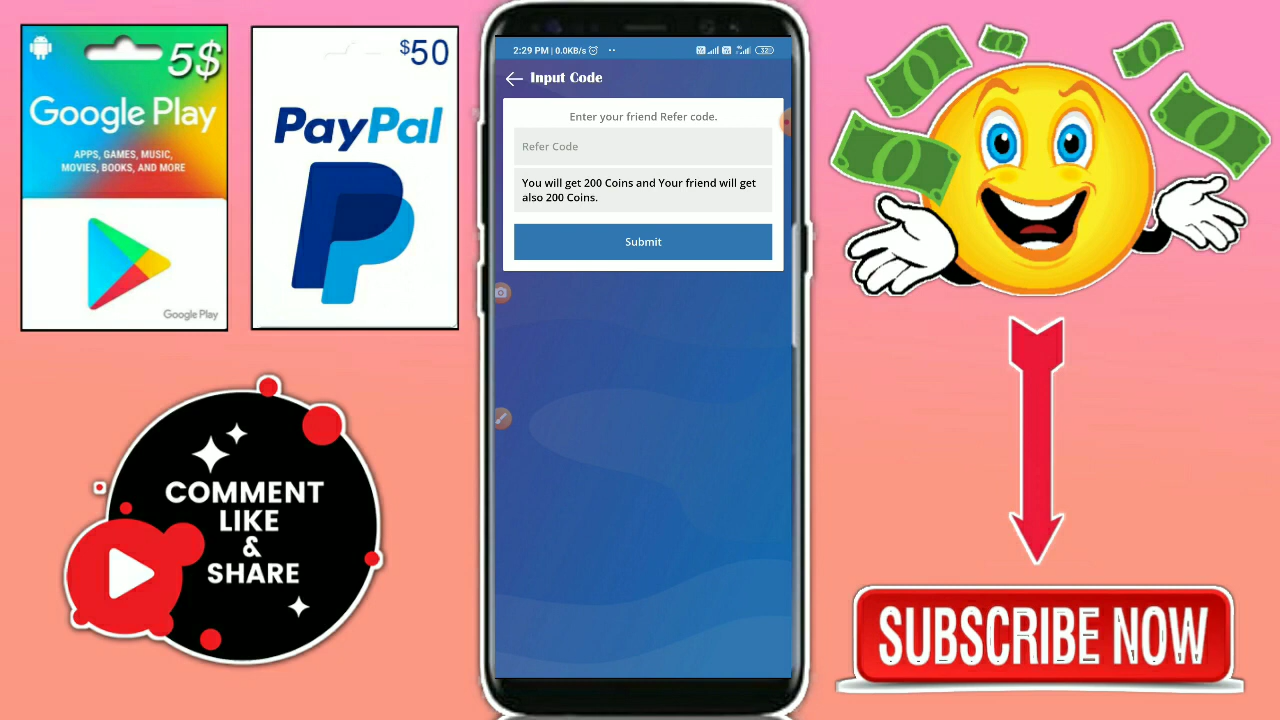 5$
Google Play
APPS, GAMES, MUSIC,
MOVIES, BOOKS, AND MORE
Google Play
$50
PayPal
2:29 PM | 0.0KB/s
32
Input Code
Enter your friend Refer code.
Refer Code
You will get 200 Coins and Your friend will get
also 200 Coins.
Submit
COMMENT
LIKE
&
SHARE
SUBSCRIBE NOW